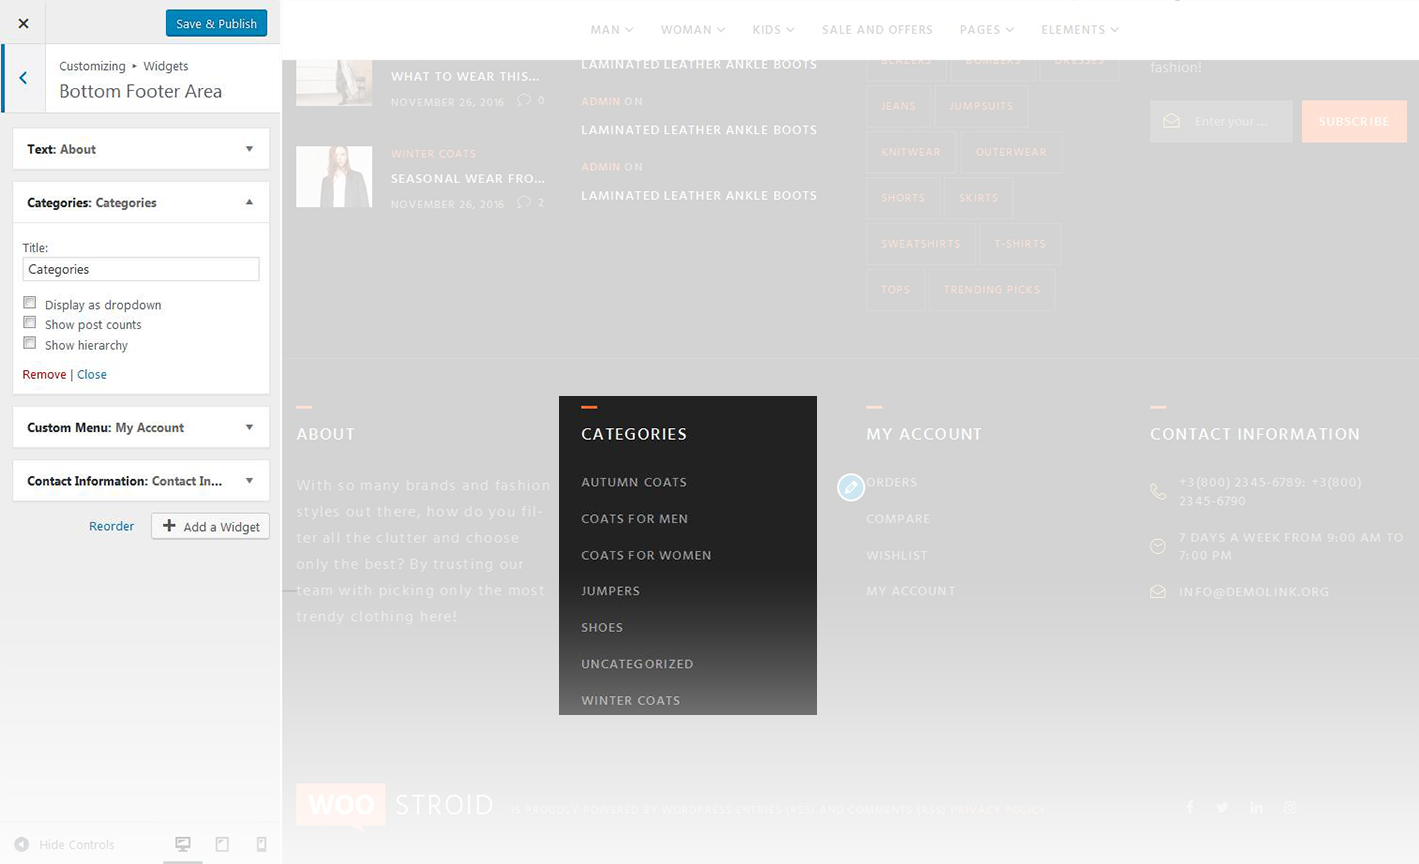 Save & Publish
Customizing ▸ Widgets
Bottom Footer Area
Text: About
Categories: Categories
Title:
Categories
Display as dropdown
Show post counts
Show hierarchy
Remove | Close
Custom Menu: My Account
Contact Information: Contact In...
Reorder
Add a Widget
Hide Controls
MAN
WOMAN
KIDS
SALE AND OFFERS
PAGES
ELEMENTS
WHAT TO WEAR THIS...
NOVEMBER 26, 2016 0
WINTER COATS
SEASONAL WEAR FRO...
NOVEMBER 26, 2016 2
LAMINATED LEATHER ANKLE BOOTS
ADMIN ON
LAMINATED LEATHER ANKLE BOOTS
ADMIN ON
LAMINATED LEATHER ANKLE BOOTS
BLAZERS BOMBERS DRESSES
JEANS JUMPSUITS
KNITWEAR OUTERWEAR
SHORTS SKIRTS
SWEATSHIRTS T-SHIRTS
TOPS TRENDING PICKS
fashion!
Enter your ...
SUBSCRIBE
ABOUT
With so many brands and fashion
styles out there, how do you fil-
ter all the clutter and choose
only the best? By trusting our
team with picking only the most
trendy clothing here!
CATEGORIES
AUTUMN COATS
COATS FOR MEN
COATS FOR WOMEN
JUMPERS
SHOES
UNCATEGORIZED
WINTER COATS
MY ACCOUNT
ORDERS
COMPARE
WISHLIST
MY ACCOUNT
CONTACT INFORMATION
+3(800) 2345-6789; +3(800)
2345-6790
7 DAYS A WEEK FROM 9:00 AM TO
7:00 PM
INFO@DEMOLINK.ORG
WOO STROID
IS PROUDLY POWERED BY WORDPRESS ENTRIES (RSS) AND COMMENTS (RSS) PRIVACY POLICY